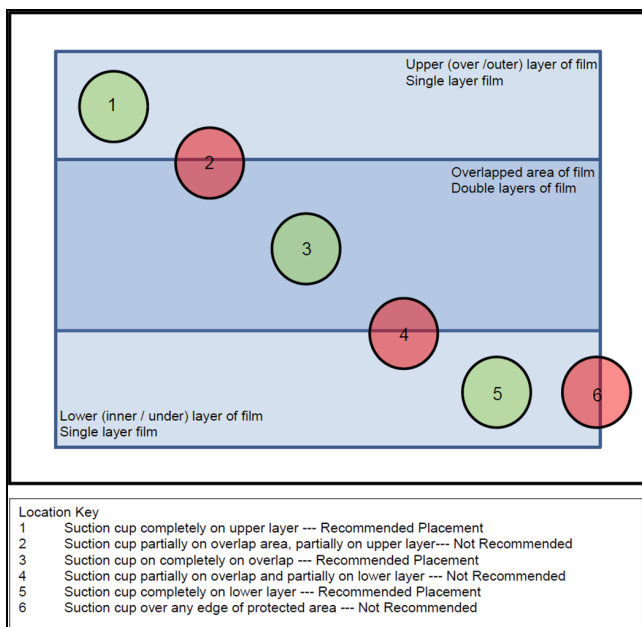 Upper (over /outer) layer of film
Single layer film
1
2
Overlapped area of film
Double layers of film
3
4
5
6
Lower (inner / under) layer of film
Single layer film
Location Key
1 Suction cup completely on upper layer --- Recommended Placement
2 Suction cup partially on overlap area, partially on upper layer--- Not Recommended
3 Suction cup on completely on overlap --- Recommended Placement
4 Suction cup partially on overlap and partially on lower layer --- Not Recommended
5 Suction cup completely on lower layer --- Recommended Placement
6 Suction cup over any edge of protected area --- Not Recommended